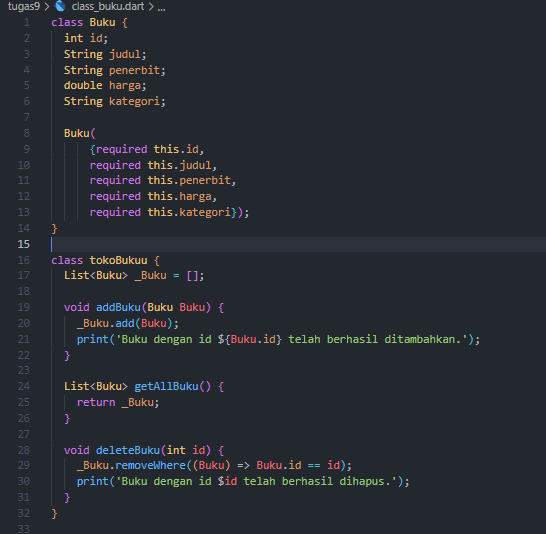 tugas9 > class_buku.dart > ...
1 class Buku {
2   int id;
3   String judul;
4   String penerbit;
5   double harga;
6   String kategori;
7
8   Buku(
9       {required this.id,
10       required this.judul,
11       required this.penerbit,
12       required this.harga,
13       required this.kategori});
14 }
15
16 class tokoBukuu {
17   List<Buku> _Buku = [];
18
19   void addBuku(Buku Buku) {
20     _Buku.add(Buku);
21     print('Buku dengan id ${Buku.id} telah berhasil ditambahkan.');
22   }
23
24   List<Buku> getAllBuku() {
25     return _Buku;
26   }
27
28   void deleteBuku(int id) {
29     _Buku.removeWhere((Buku) => Buku.id == id);
30     print('Buku dengan id $id telah berhasil dihapus.');
31   }
32 }
33